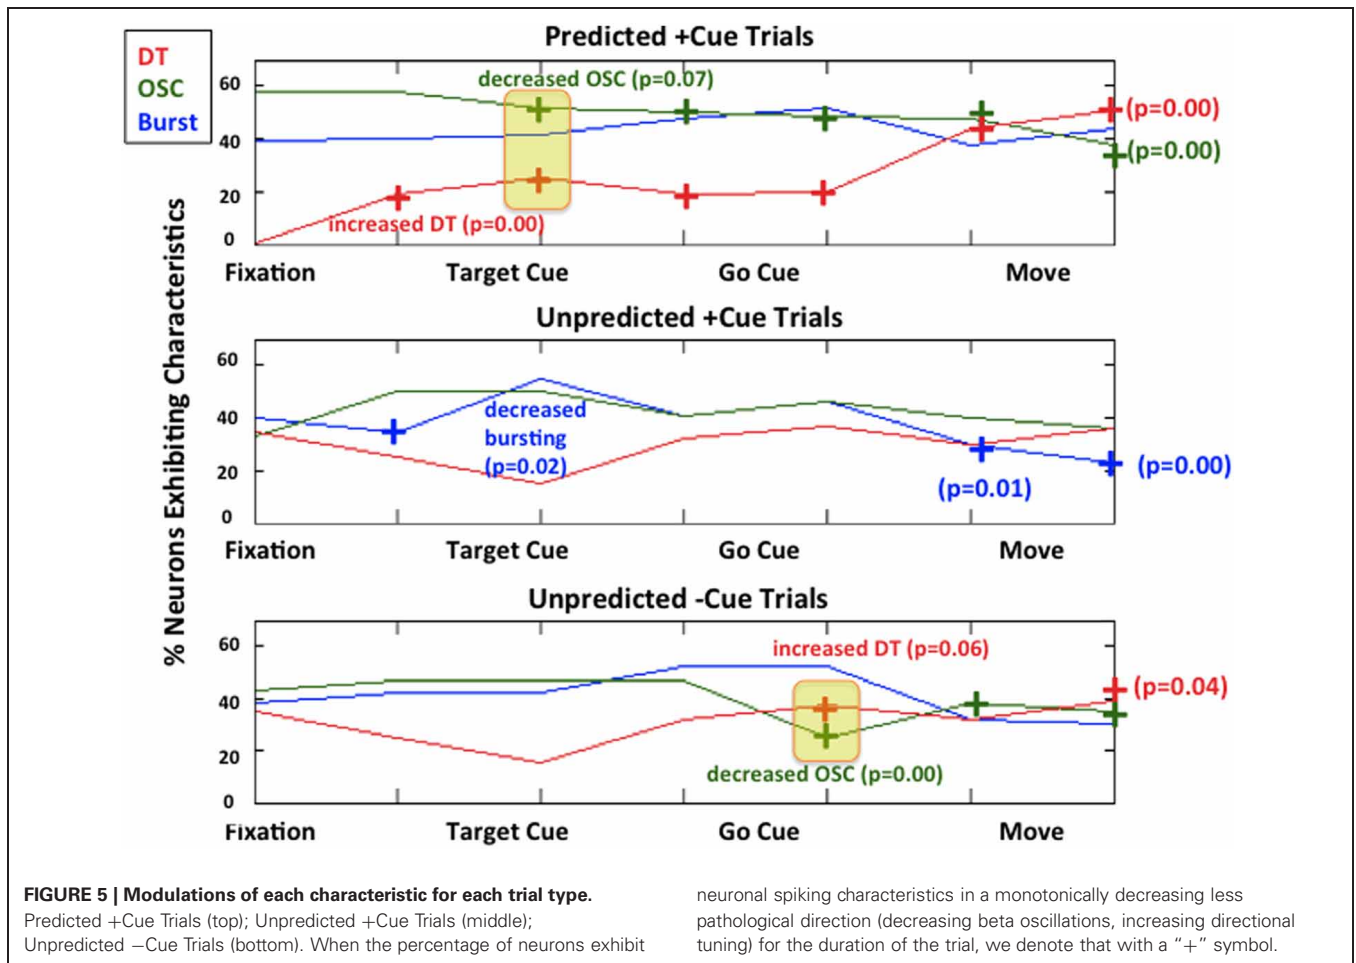 Predicted +Cue Trials
DT
OSC
Burst
decreased OSC (p=0.07)
60
40
20
0
(p=0.00)
(p=0.00)
increased DT (p=0.00)
Fixation Target Cue Go Cue Move
% Neurons Exhibiting Characteristics
Unpredicted +Cue Trials
60
40
20
0
decreased
bursting
(p=0.02)
(p=0.01)
(p=0.00)
Fixation Target Cue Go Cue Move
Unpredicted -Cue Trials
60
40
20
0
increased DT (p=0.06)
(p=0.04)
decreased OSC (p=0.00)
Fixation Target Cue Go Cue Move
FIGURE 5 | Modulations of each characteristic for each trial type.
Predicted +Cue Trials (top); Unpredicted +Cue Trials (middle);
Unpredicted −Cue Trials (bottom). When the percentage of neurons exhibit
neuronal spiking characteristics in a monotonically decreasing less
pathological direction (decreasing beta oscillations, increasing directional
tuning) for the duration of the trial, we denote that with a “+” symbol.